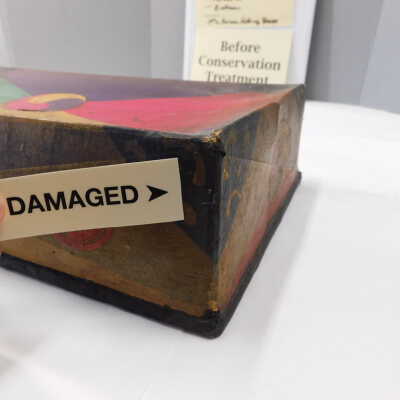 Before
Conservation
Treatment
DAMAGED ➤